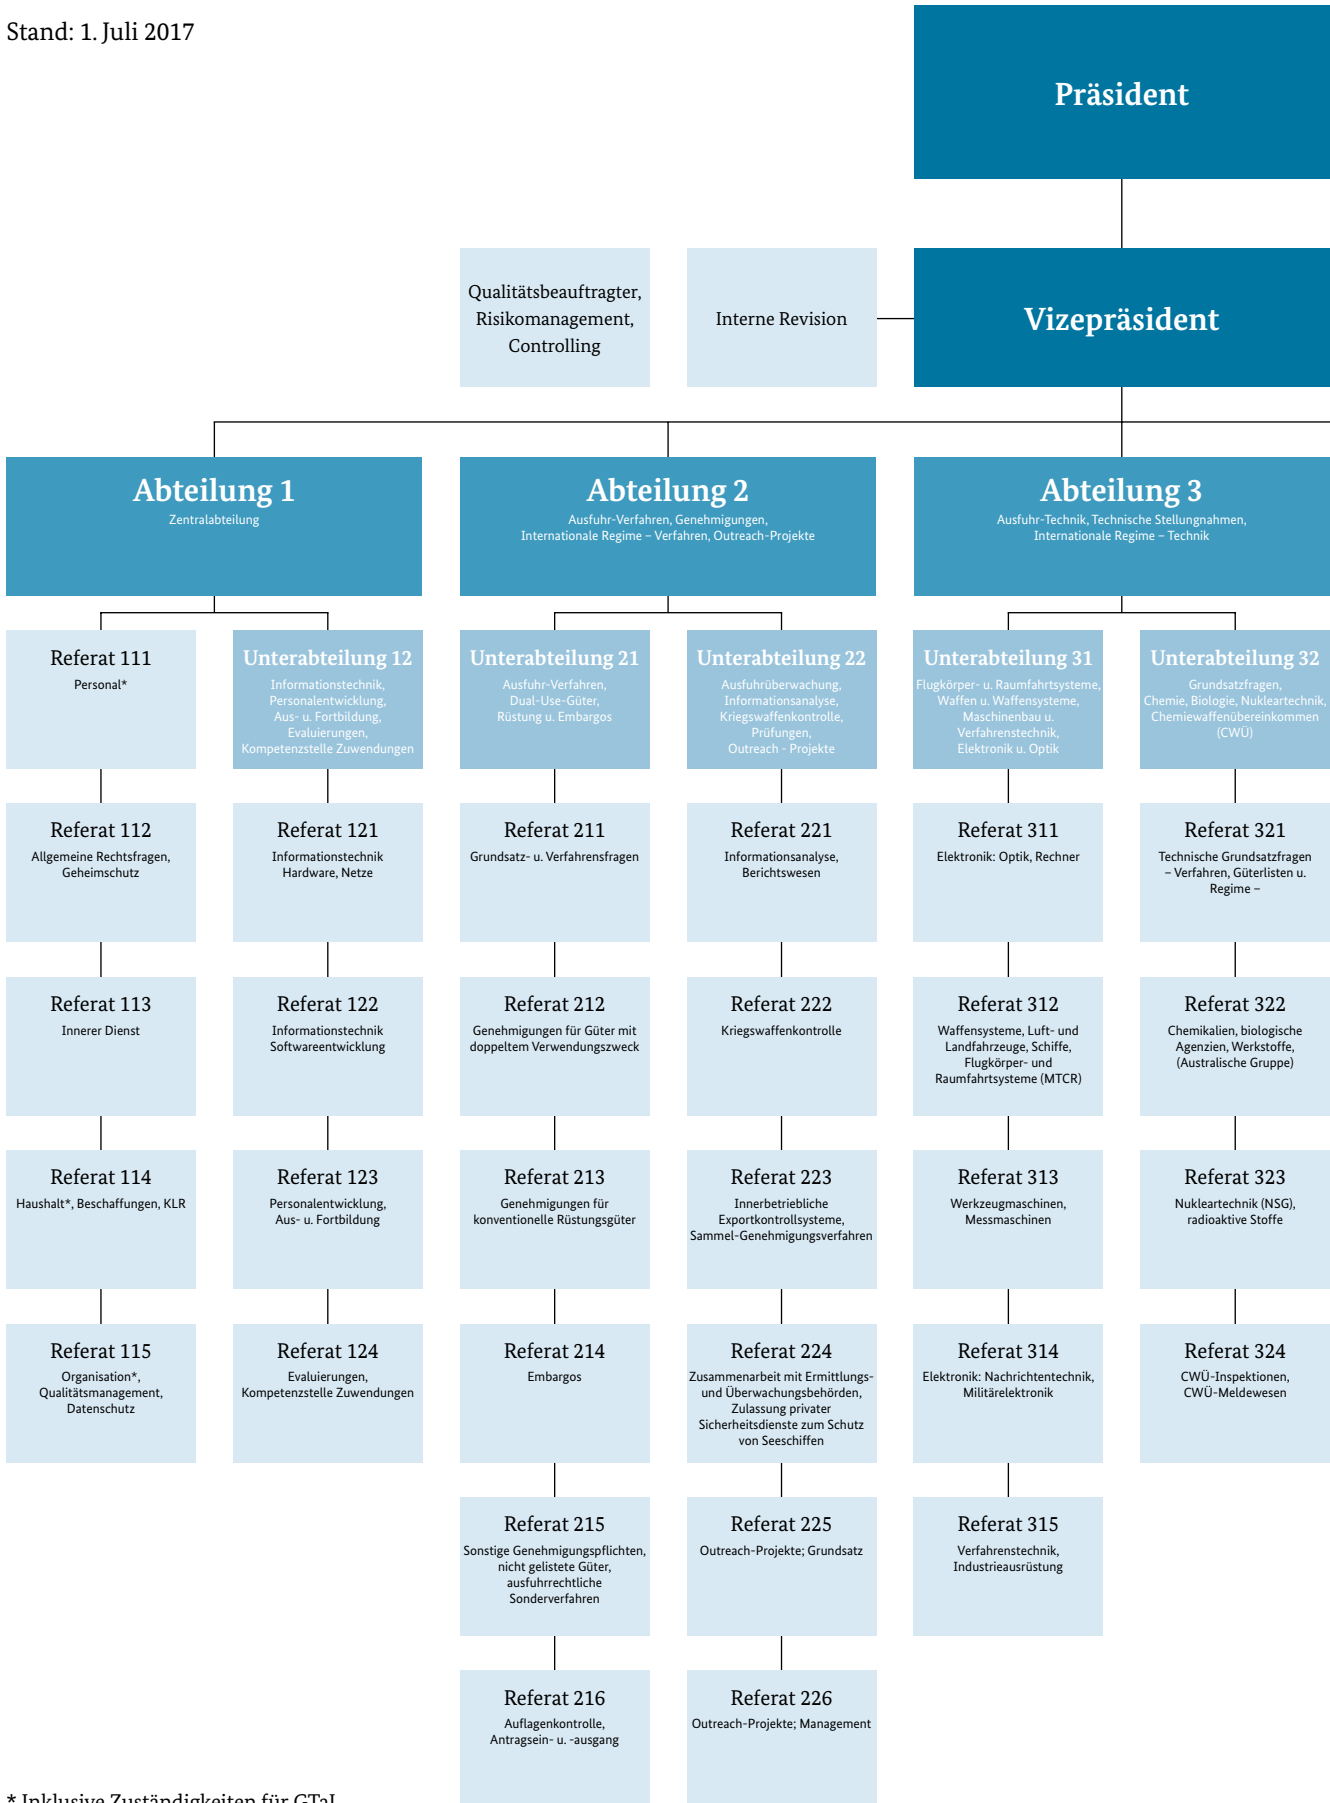 Stand: 1. Juli 2017
Präsident
Qualitätsbeauftragter,
Risikomanagement,
Controlling
Interne Revision
Vizepräsident
Abteilung 1
Zentralabteilung
Abteilung 2
Ausfuhr-Verfahren, Genehmigungen,
Internationale Regime – Verfahren, Outreach-Projekte
Abteilung 3
Ausfuhr-Technik, Technische Stellungnahmen,
Internationale Regime – Technik
Referat 111
Personal*
Unterabteilung 12
Informationstechnik,
Personalentwicklung,
Aus- u. Fortbildung,
Evaluierungen,
Kompetenzstelle Zuwendungen
Unterabteilung 21
Ausfuhr-Verfahren,
Dual-Use-Güter,
Rüstung u. Embargos
Unterabteilung 22
Ausfuhrüberwachung,
Informationsanalyse,
Kriegswaffenkontrolle,
Prüfungen,
Outreach - Projekte
Unterabteilung 31
Flugkörper- u. Raumfahrtsysteme,
Waffen u. Waffensysteme,
Maschinenbau u.
Verfahrenstechnik,
Elektronik u. Optik
Unterabteilung 32
Grundsatzfragen,
Chemie, Biologie, Nukleartechnik,
Chemiewaffenübereinkommen
(CWÜ)
Referat 112
Allgemeine Rechtsfragen,
Geheimschutz
Referat 121
Informationstechnik
Hardware, Netze
Referat 211
Grundsatz- u. Verfahrensfragen
Referat 221
Informationsanalyse,
Berichtswesen
Referat 311
Elektronik: Optik, Rechner
Referat 321
Technische Grundsatzfragen
– Verfahren, Güterlisten u.
Regime –
Referat 113
Innerer Dienst
Referat 122
Informationstechnik
Softwareentwicklung
Referat 212
Genehmigungen für Güter mit
doppeltem Verwendungszweck
Referat 222
Kriegswaffenkontrolle
Referat 312
Waffensysteme, Luft- und
Landfahrzeuge, Schiffe,
Flugkörper- und
Raumfahrtsysteme (MTCR)
Referat 322
Chemikalien, biologische
Agenzien, Werkstoffe,
(Australische Gruppe)
Referat 114
Haushalt*, Beschaffungen, KLR
Referat 123
Personalentwicklung,
Aus- u. Fortbildung
Referat 213
Genehmigungen für
konventionelle Rüstungsgüter
Referat 223
Innerbetriebliche
Exportkontrollsysteme,
Sammel-Genehmigungsverfahren
Referat 313
Werkzeugmaschinen,
Messmaschinen
Referat 323
Nukleartechnik (NSG),
radioaktive Stoffe
Referat 115
Organisation*,
Qualitätsmanagement,
Datenschutz
Referat 124
Evaluierungen,
Kompetenzstelle Zuwendungen
Referat 214
Embargos
Referat 224
Zusammenarbeit mit Ermittlungs-
und Überwachungsbehörden,
Zulassung privater
Sicherheitsdienste zum Schutz
von Seeschiffen
Referat 314
Elektronik: Nachrichtentechnik,
Militärelektronik
Referat 324
CWÜ-Inspektionen,
CWÜ-Meldewesen
Referat 215
Sonstige Genehmigungspflichten,
nicht gelistete Güter,
ausfuhrrechtliche
Sonderverfahren
Referat 225
Outreach-Projekte; Grundsatz
Referat 315
Verfahrenstechnik,
Industrieausrüstung
Referat 216
Auflagenkontrolle,
Antragsein- u. -ausgang
Referat 226
Outreach-Projekte; Management
* Inklusive Zuständigkeiten für GTaI